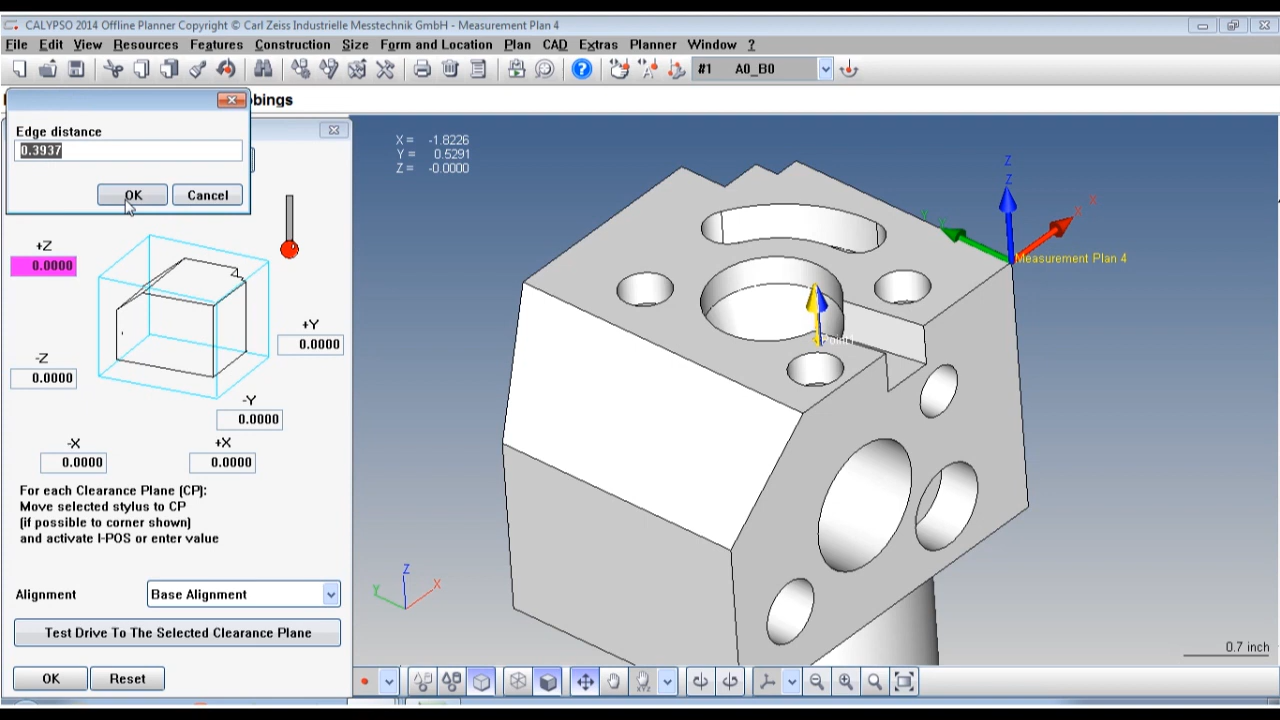 CALYPSO 2014 Offline Planner Copyright © Carl Zeiss Industrielle Messtechnik GmbH - Measurement Plan 4
File Edit View Resources Features Construction Size Form and Location Plan CAD Extras Planner Window ?
#1 A0_B0
bings
Edge distance
0.3937
OK Cancel
+Z
0.0000
+Y
0.0000
-Z
0.0000
-Y
0.0000
-X
0.0000
+X
0.0000
For each Clearance Plane (CP):
Move selected stylus to CP
(if possible to corner shown)
and activate I-POS or enter value
Alignment Base Alignment
Test Drive To The Selected Clearance Plane
OK Reset
X = -1.8226
Y = 0.5291
Z = -0.0000
Z
Z
X
X
Measurement Plan 4
Z
X
Y
0.7 inch
XYZ